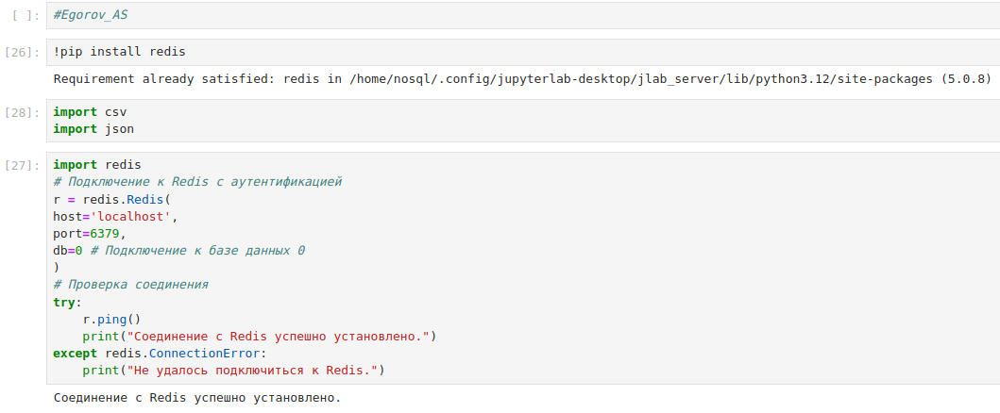 [ ]: #Egorov_AS
[26]: !pip install redis
Requirement already satisfied: redis in /home/nosql/.config/jupyterlab-desktop/jlab_server/lib/python3.12/site-packages (5.0.8)
[28]: import csv
import json
[27]: import redis
# Подключение к Redis с аутентификацией
r = redis.Redis(
host='localhost',
port=6379,
db=0 # Подключение к базе данных 0
)
# Проверка соединения
try:
    r.ping()
    print("Соединение с Redis успешно установлено.")
except redis.ConnectionError:
    print("Не удалось подключиться к Redis.")
Соединение с Redis успешно установлено.